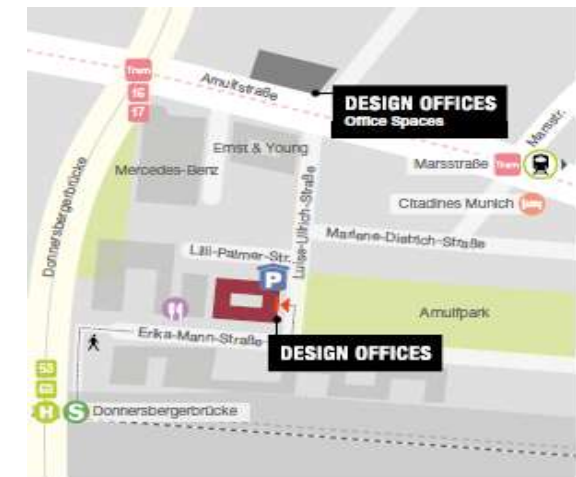 Tram
16
17
Arnulfstraße
DESIGN OFFICES
Office Spaces
Marsstr.
Ernst & Young
Mercedes-Benz
Marsstraße Tram
Citadines Munich
Donnersbergerbrücke
Luise-Ullrich-Straße
Marlene-Dietrich-Straße
Lilli-Palmer-Str.
P
Arnulfpark
Erika-Mann-Straße
DESIGN OFFICES
53
H S Donnersbergerbrücke